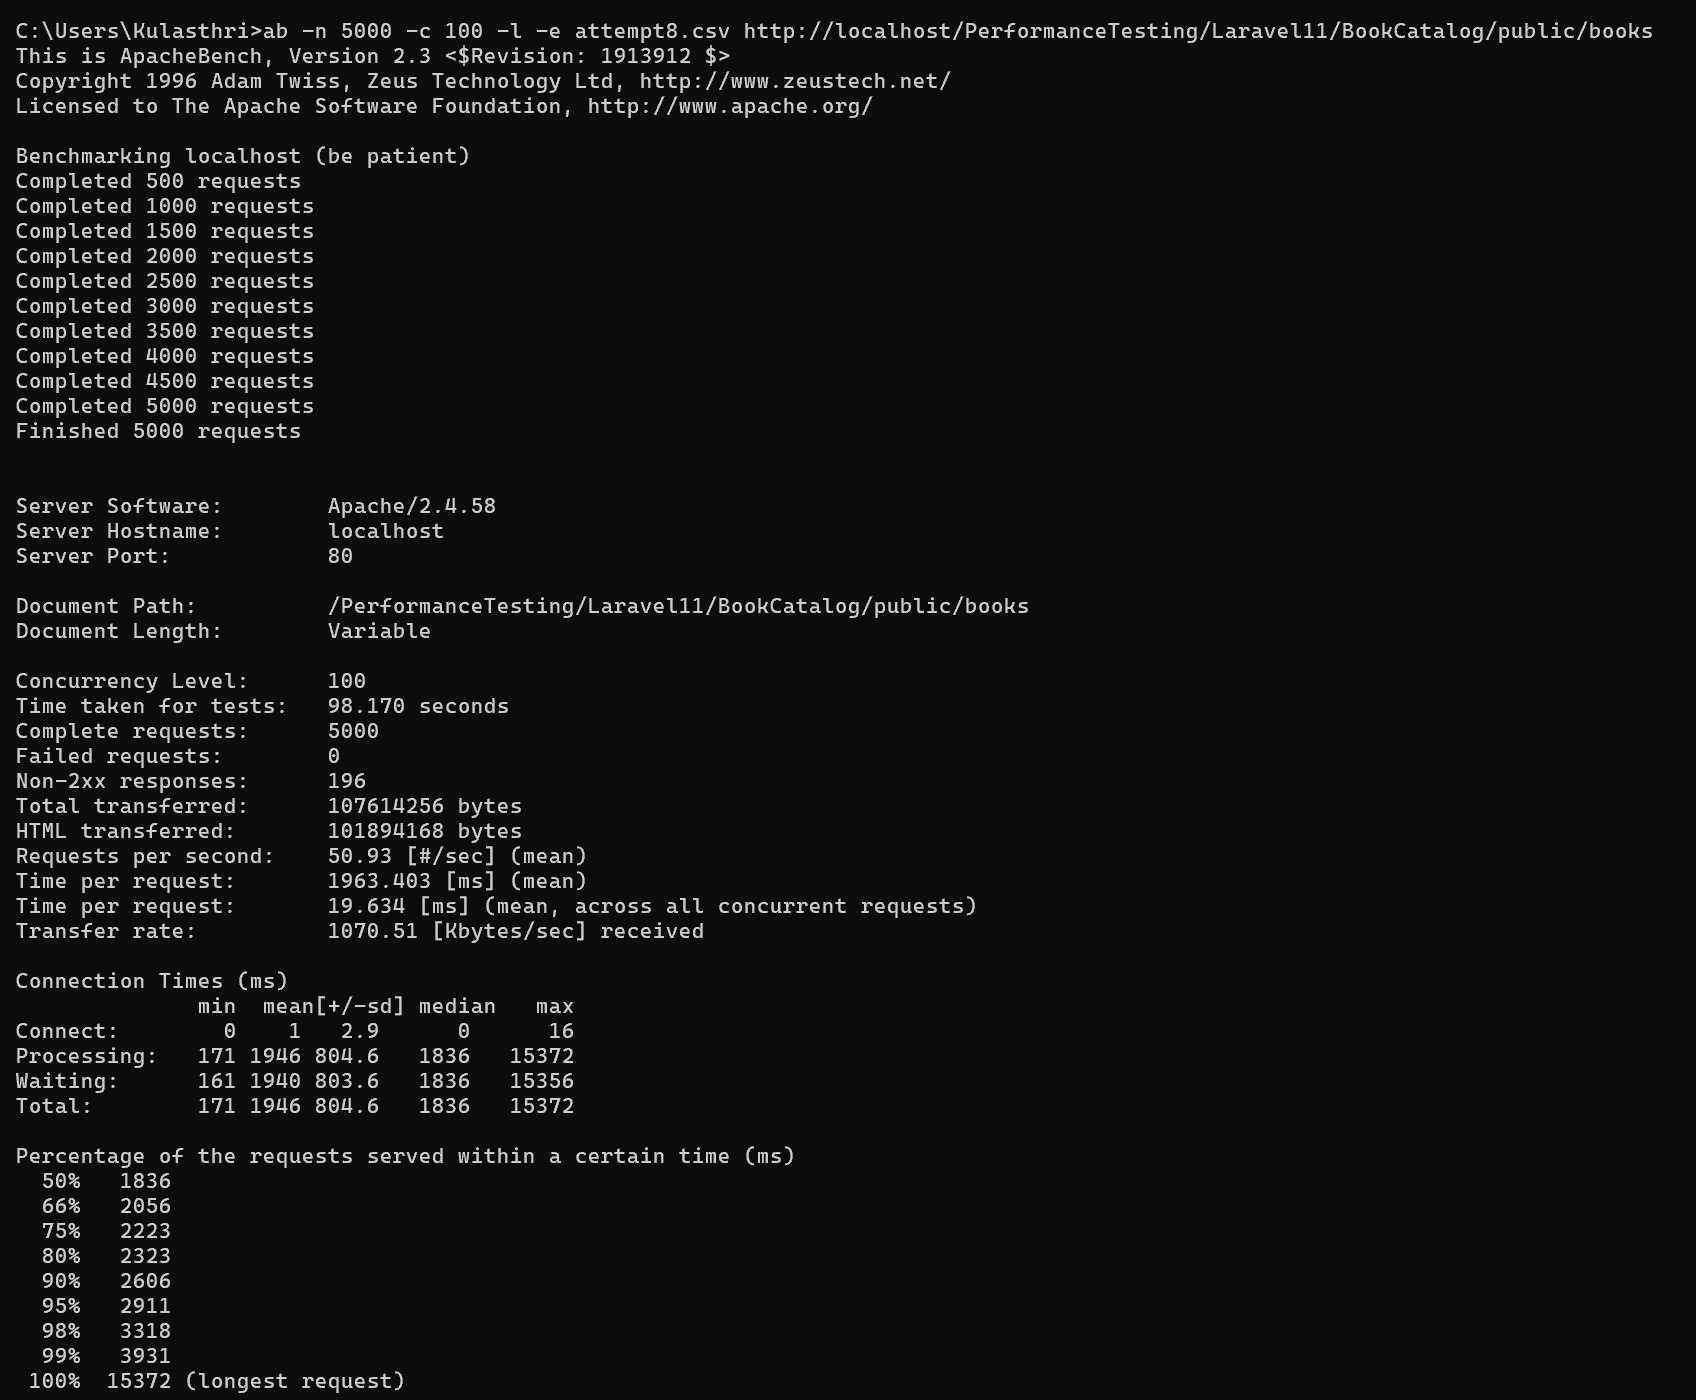 C:\Users\Kulasthri>ab -n 5000 -c 100 -l -e attempt8.csv http://localhost/PerformanceTesting/Laravel11/BookCatalog/public/books
This is ApacheBench, Version 2.3 <$Revision: 1913912 $>
Copyright 1996 Adam Twiss, Zeus Technology Ltd, http://www.zeustech.net/
Licensed to The Apache Software Foundation, http://www.apache.org/

Benchmarking localhost (be patient)
Completed 500 requests
Completed 1000 requests
Completed 1500 requests
Completed 2000 requests
Completed 2500 requests
Completed 3000 requests
Completed 3500 requests
Completed 4000 requests
Completed 4500 requests
Completed 5000 requests
Finished 5000 requests


Server Software:        Apache/2.4.58
Server Hostname:        localhost
Server Port:            80

Document Path:          /PerformanceTesting/Laravel11/BookCatalog/public/books
Document Length:        Variable

Concurrency Level:      100
Time taken for tests:   98.170 seconds
Complete requests:      5000
Failed requests:        0
Non-2xx responses:      196
Total transferred:      107614256 bytes
HTML transferred:       101894168 bytes
Requests per second:    50.93 [#/sec] (mean)
Time per request:       1963.403 [ms] (mean)
Time per request:       19.634 [ms] (mean, across all concurrent requests)
Transfer rate:          1070.51 [Kbytes/sec] received

Connection Times (ms)
              min  mean[+/-sd] median   max
Connect:        0    1   2.9      0      16
Processing:   171 1946 804.6   1836   15372
Waiting:      161 1940 803.6   1836   15356
Total:        171 1946 804.6   1836   15372

Percentage of the requests served within a certain time (ms)
  50%   1836
  66%   2056
  75%   2223
  80%   2323
  90%   2606
  95%   2911
  98%   3318
  99%   3931
 100%  15372 (longest request)